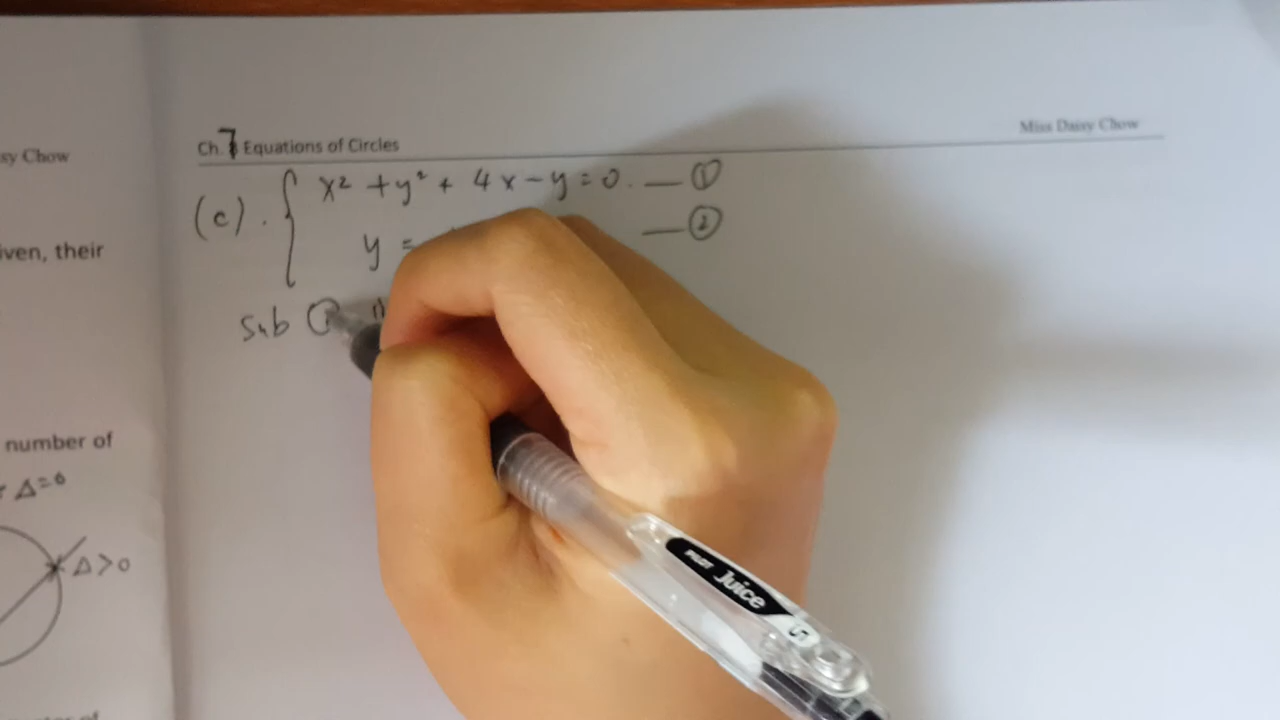 sy Chow
Ch. 7 Equations of Circles
Miss Daisy Chow
(c). x² + y² + 4x - y = 0. — ①
y = — ②
Sub
iven, their
number of
Δ=0
Δ>0
PILOT Juice